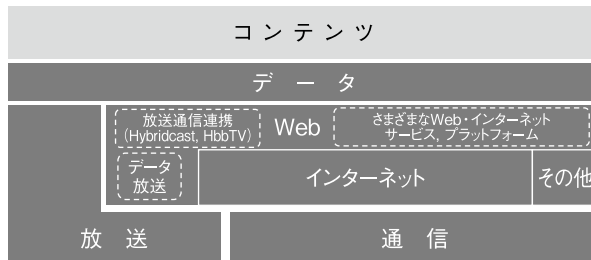 コンテンツ
データ
放送通信連携
(Hybridcast, HbbTV)
Web
さまざまなWeb・インターネット
サービス, プラットフォーム
データ
放送
インターネット
その他
放送
通信